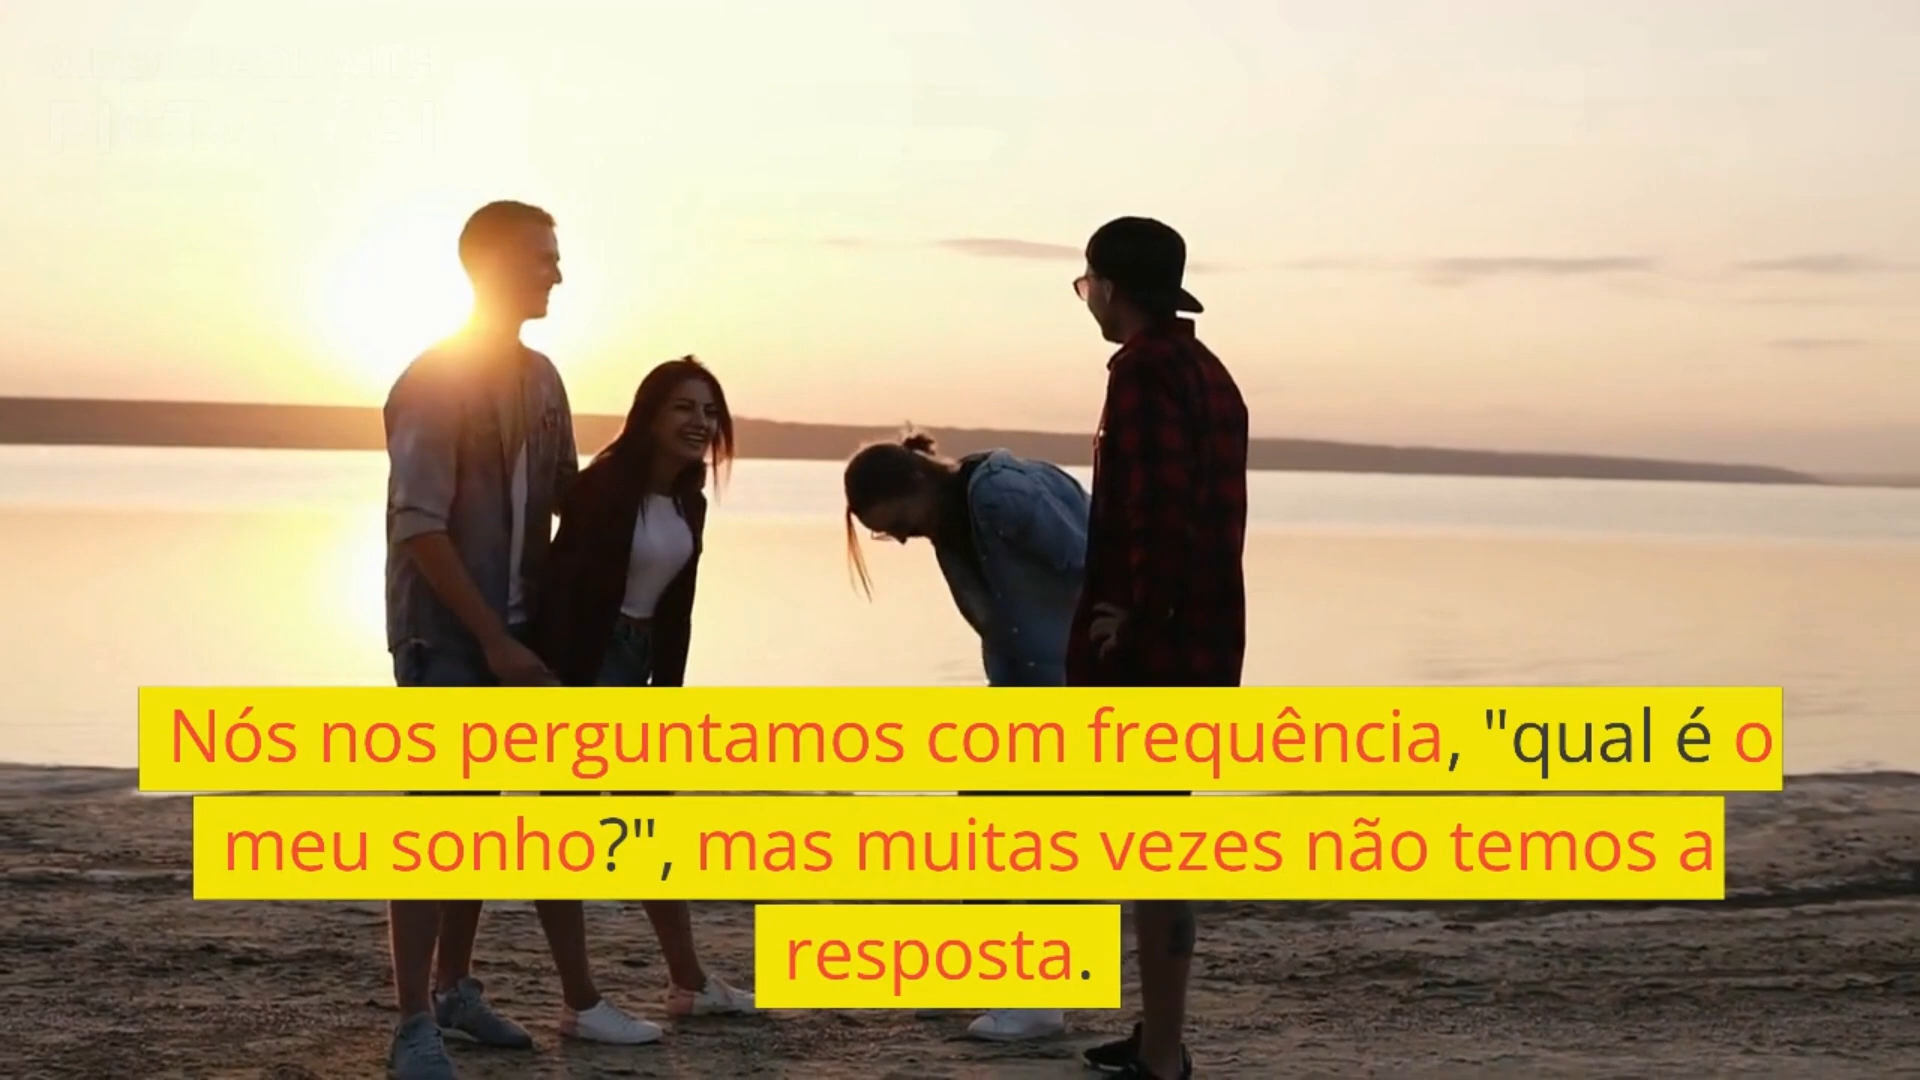 Nós nos perguntamos com frequência, "qual é o
meu sonho?", mas muitas vezes não temos a
resposta.